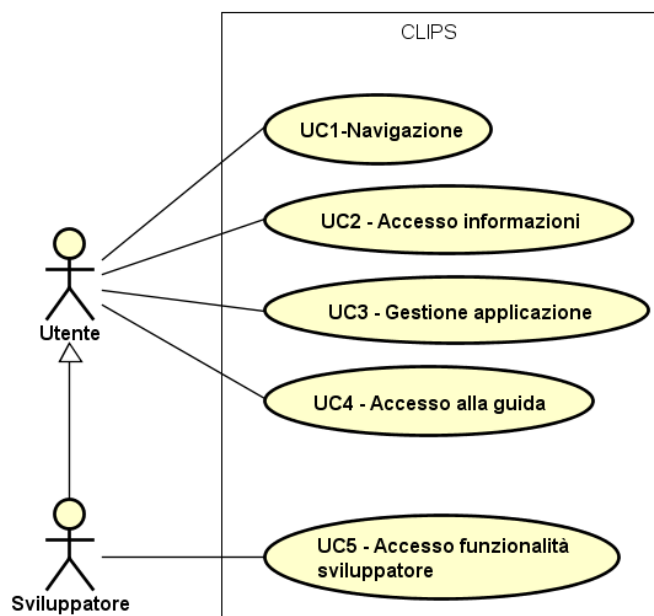 CLIPS
UC1-Navigazione
UC2 - Accesso informazioni
UC3 - Gestione applicazione
Utente
UC4 - Accesso alla guida
UC5 - Accesso funzionalità
sviluppatore
Sviluppatore